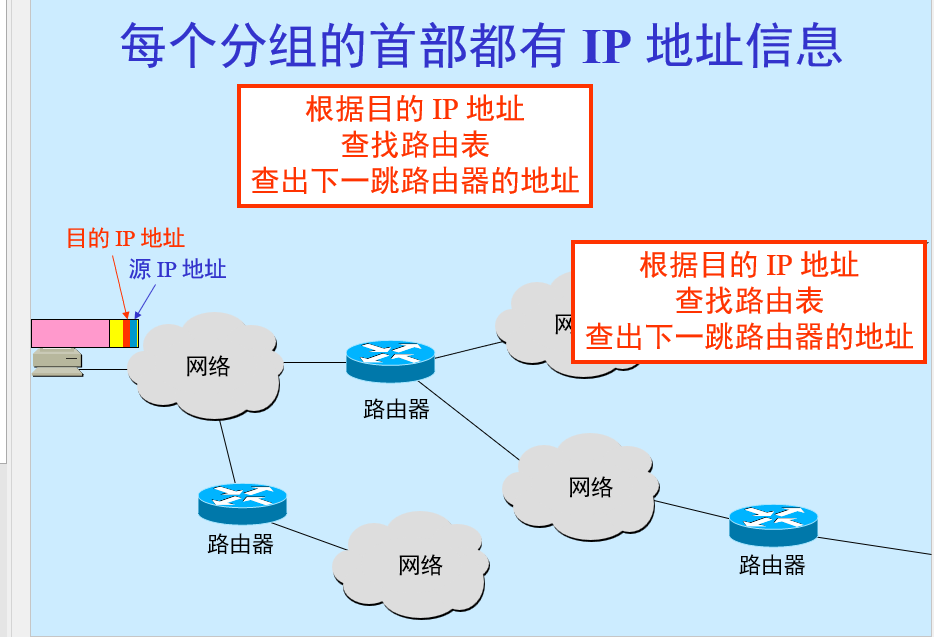 每个分组的首部都有 IP 地址信息
根据目的 IP 地址
查找路由表
查出下一跳路由器的地址
目的 IP 地址
源 IP 地址
根据目的 IP 地址
查找路由表
查出下一跳路由器的地址
网
网络
路由器
网络
路由器
网络
路由器